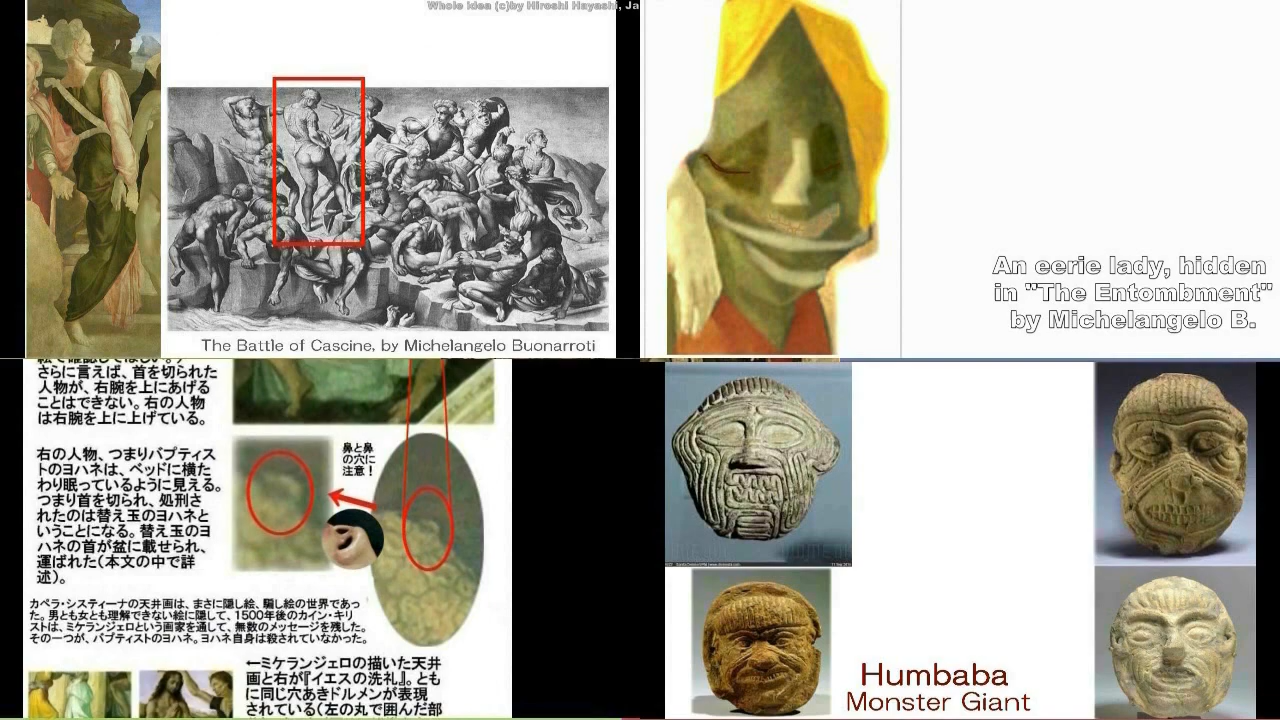 Whole Idea (c)by Hiroshi Hayashi, Ja
The Battle of Cascine, by Michelangelo Buonarroti
An eerie lady, hidden
in "The Entombment"
by Michelangelo B.
さらに言えば、首を切られた
人物が、右腕を上にあげる
ことはできない。右の人物
は右腕を上に上げている。
右の人物、つまりバプティス
トのヨハネは、ベッドに横た
わり眠っているように見える。
つまり首を切られ、処刑さ
れたのは替え玉のヨハネと
いうことになる。替え玉のヨ
ハネの首が盆に載せられ、
運ばれた(本文の中で詳
述)。
鼻と鼻
の穴に
注意!
カペラ・システィーナの天井画は、まさに隠し絵、騙し絵の世界であっ
た。男とも女とも理解できない絵に隠して、1500年後のカイン・キリ
ストは、ミケランジェロという画家を通して、無数のメッセージを残した。
その一つが、バプティストのヨハネ。ヨハネ自身は殺されていなかった。
←ミケランジェロの描いた天井
画と右が『イエスの洗礼』。とも
に同じ穴あきドルメンが表現
されている(左の丸で囲んだ部
Humbaba
Monster Giant